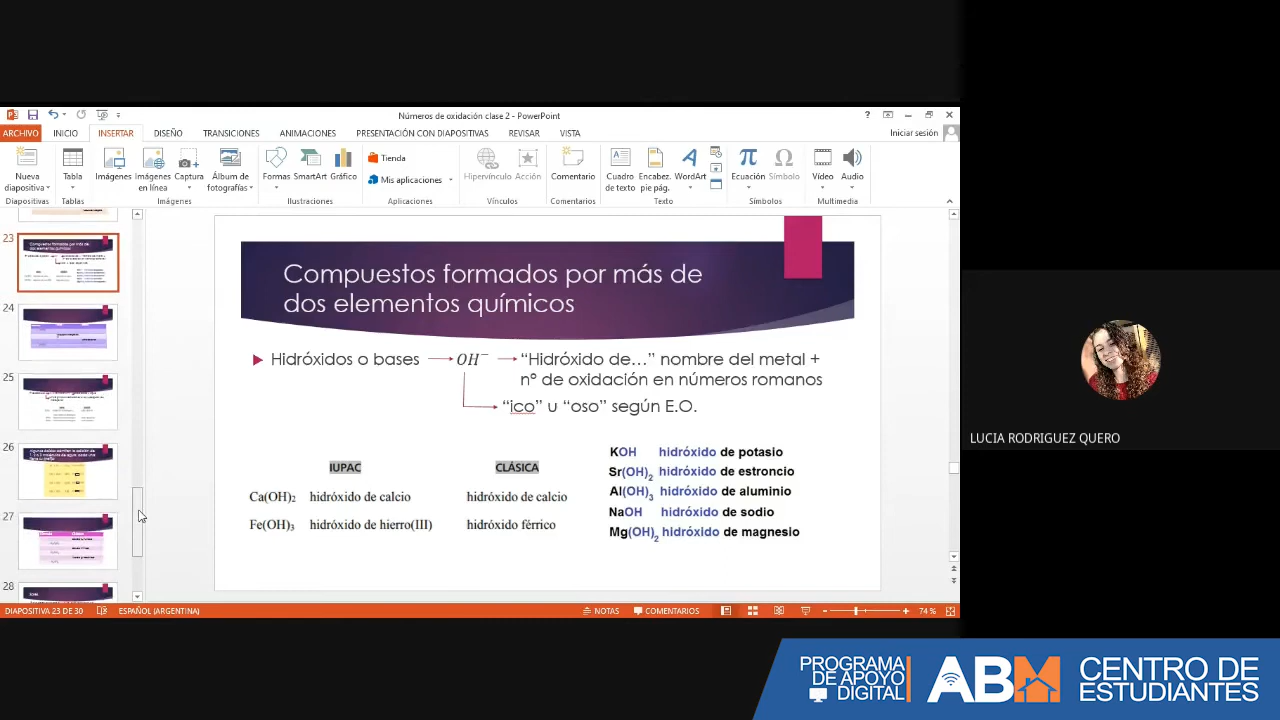 Números de oxidación clase 2 - PowerPoint
ARCHIVO INICIO INSERTAR DISEÑO TRANSICIONES ANIMACIONES PRESENTACIÓN CON DIAPOSITIVAS REVISAR VISTA Iniciar sesión
Nueva diapositiva
Tabla
Imágenes
Imágenes en línea
Captura
Álbum de fotografías
Formas
SmartArt
Gráfico
Tienda
Mis aplicaciones
Hipervínculo
Acción
Comentario
Cuadro de texto
Encabez. pie pág.
WordArt
Ecuación
Símbolo
Vídeo
Audio
Diapositivas Tablas Imágenes Ilustraciones Aplicaciones Vínculos Comentarios Texto Símbolos Multimedia
23
24
25
26
27
28
Compuestos formados por más de
dos elementos químicos
Hidróxidos o bases OH⁻ “Hidróxido de...” nombre del metal +
n° de oxidación en números romanos
“ico” u “oso” según E.O.
IUPAC CLÁSICA
Ca(OH)₂ hidróxido de calcio hidróxido de calcio
Fe(OH)₃ hidróxido de hierro(III) hidróxido férrico
KOH hidróxido de potasio
Sr(OH)₂ hidróxido de estroncio
Al(OH)₃ hidróxido de aluminio
NaOH hidróxido de sodio
Mg(OH)₂ hidróxido de magnesio
DIAPOSITIVA 23 DE 30 ESPAÑOL (ARGENTINA) NOTAS COMENTARIOS 74 %
LUCIA RODRIGUEZ QUERO
PROGRAMA
DE APOYO
DIGITAL
ABM
CENTRO DE
ESTUDIANTES